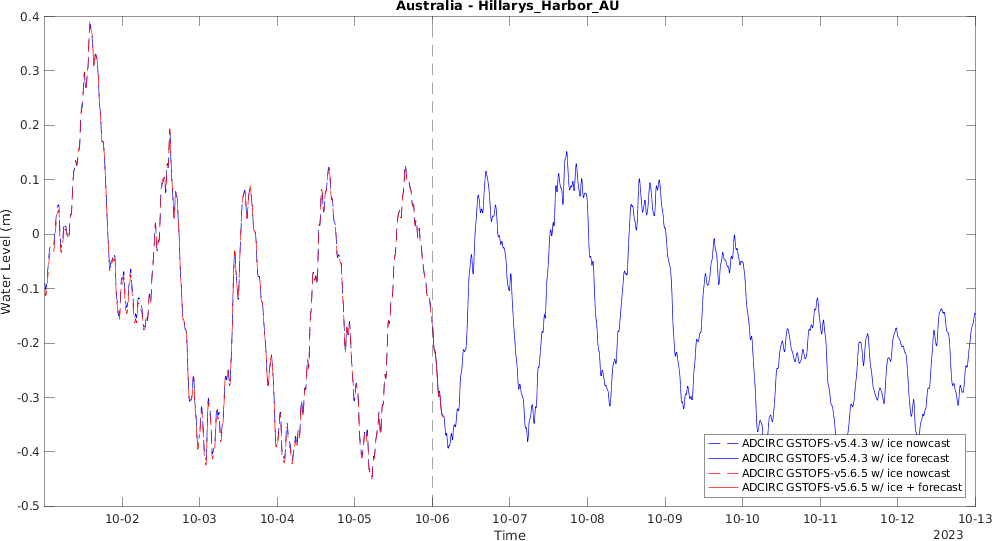 Australia - Hillarys_Harbor_AU
0.4
0.3
0.2
0.1
0
-0.1
-0.2
-0.3
-0.4
-0.5
Water Level (m)
10-02 10-03 10-04 10-05 10-06 10-07 10-08 10-09 10-10 10-11 10-12 10-13
Time
2023
ADCIRC GSTOFS-v5.4.3 w/ ice nowcast
ADCIRC GSTOFS-v5.4.3 w/ ice forecast
ADCIRC GSTOFS-v5.6.5 w/ ice nowcast
ADCIRC GSTOFS-v5.6.5 w/ ice + forecast